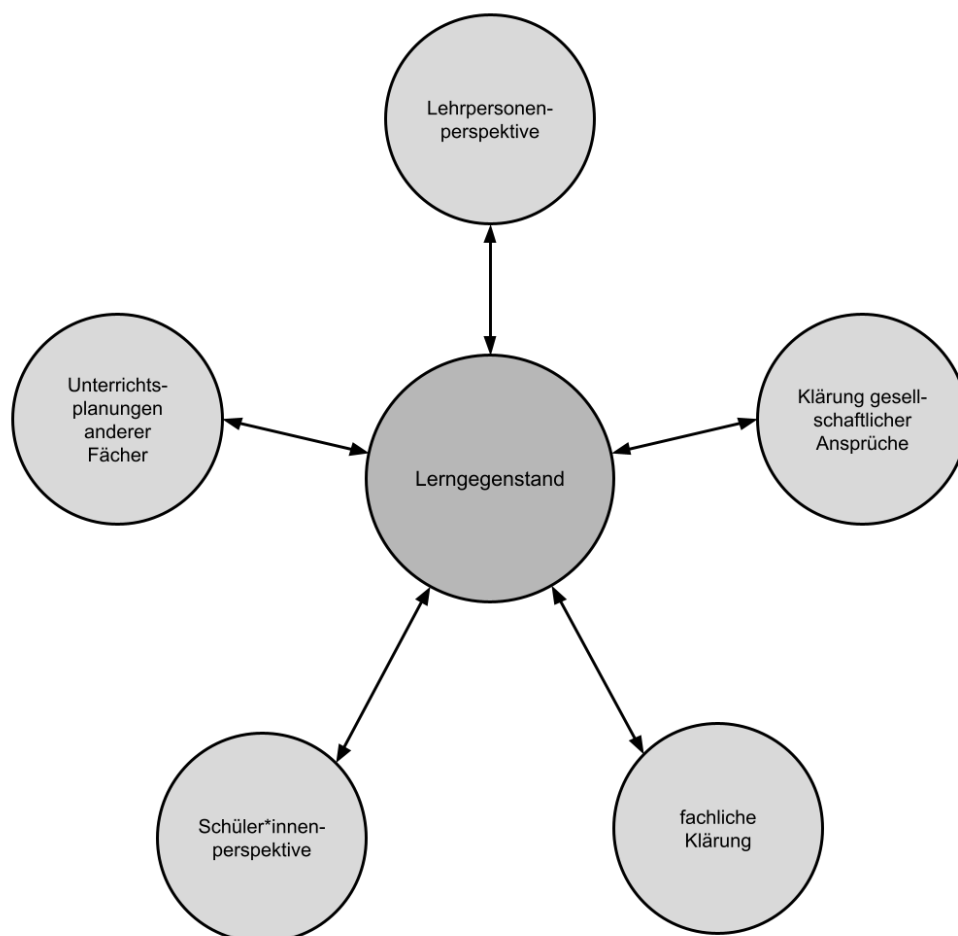 Lehrpersonen-
perspektive
Unterrichts-
planungen
anderer
Fächer
Klärung gesell-
schaftlicher
Ansprüche
Lerngegenstand
Schüler*innen-
perspektive
fachliche
Klärung